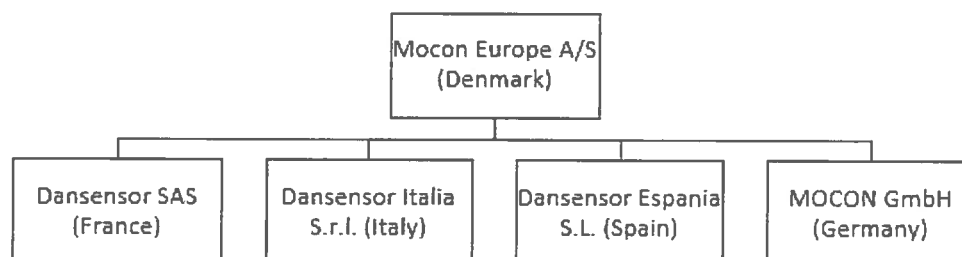 Mocon Europe A/S
(Denmark)
Dansensor SAS
(France)
Dansensor Italia
S.r.l. (Italy)
Dansensor Espania
S.L. (Spain)
MOCON GmbH
(Germany)